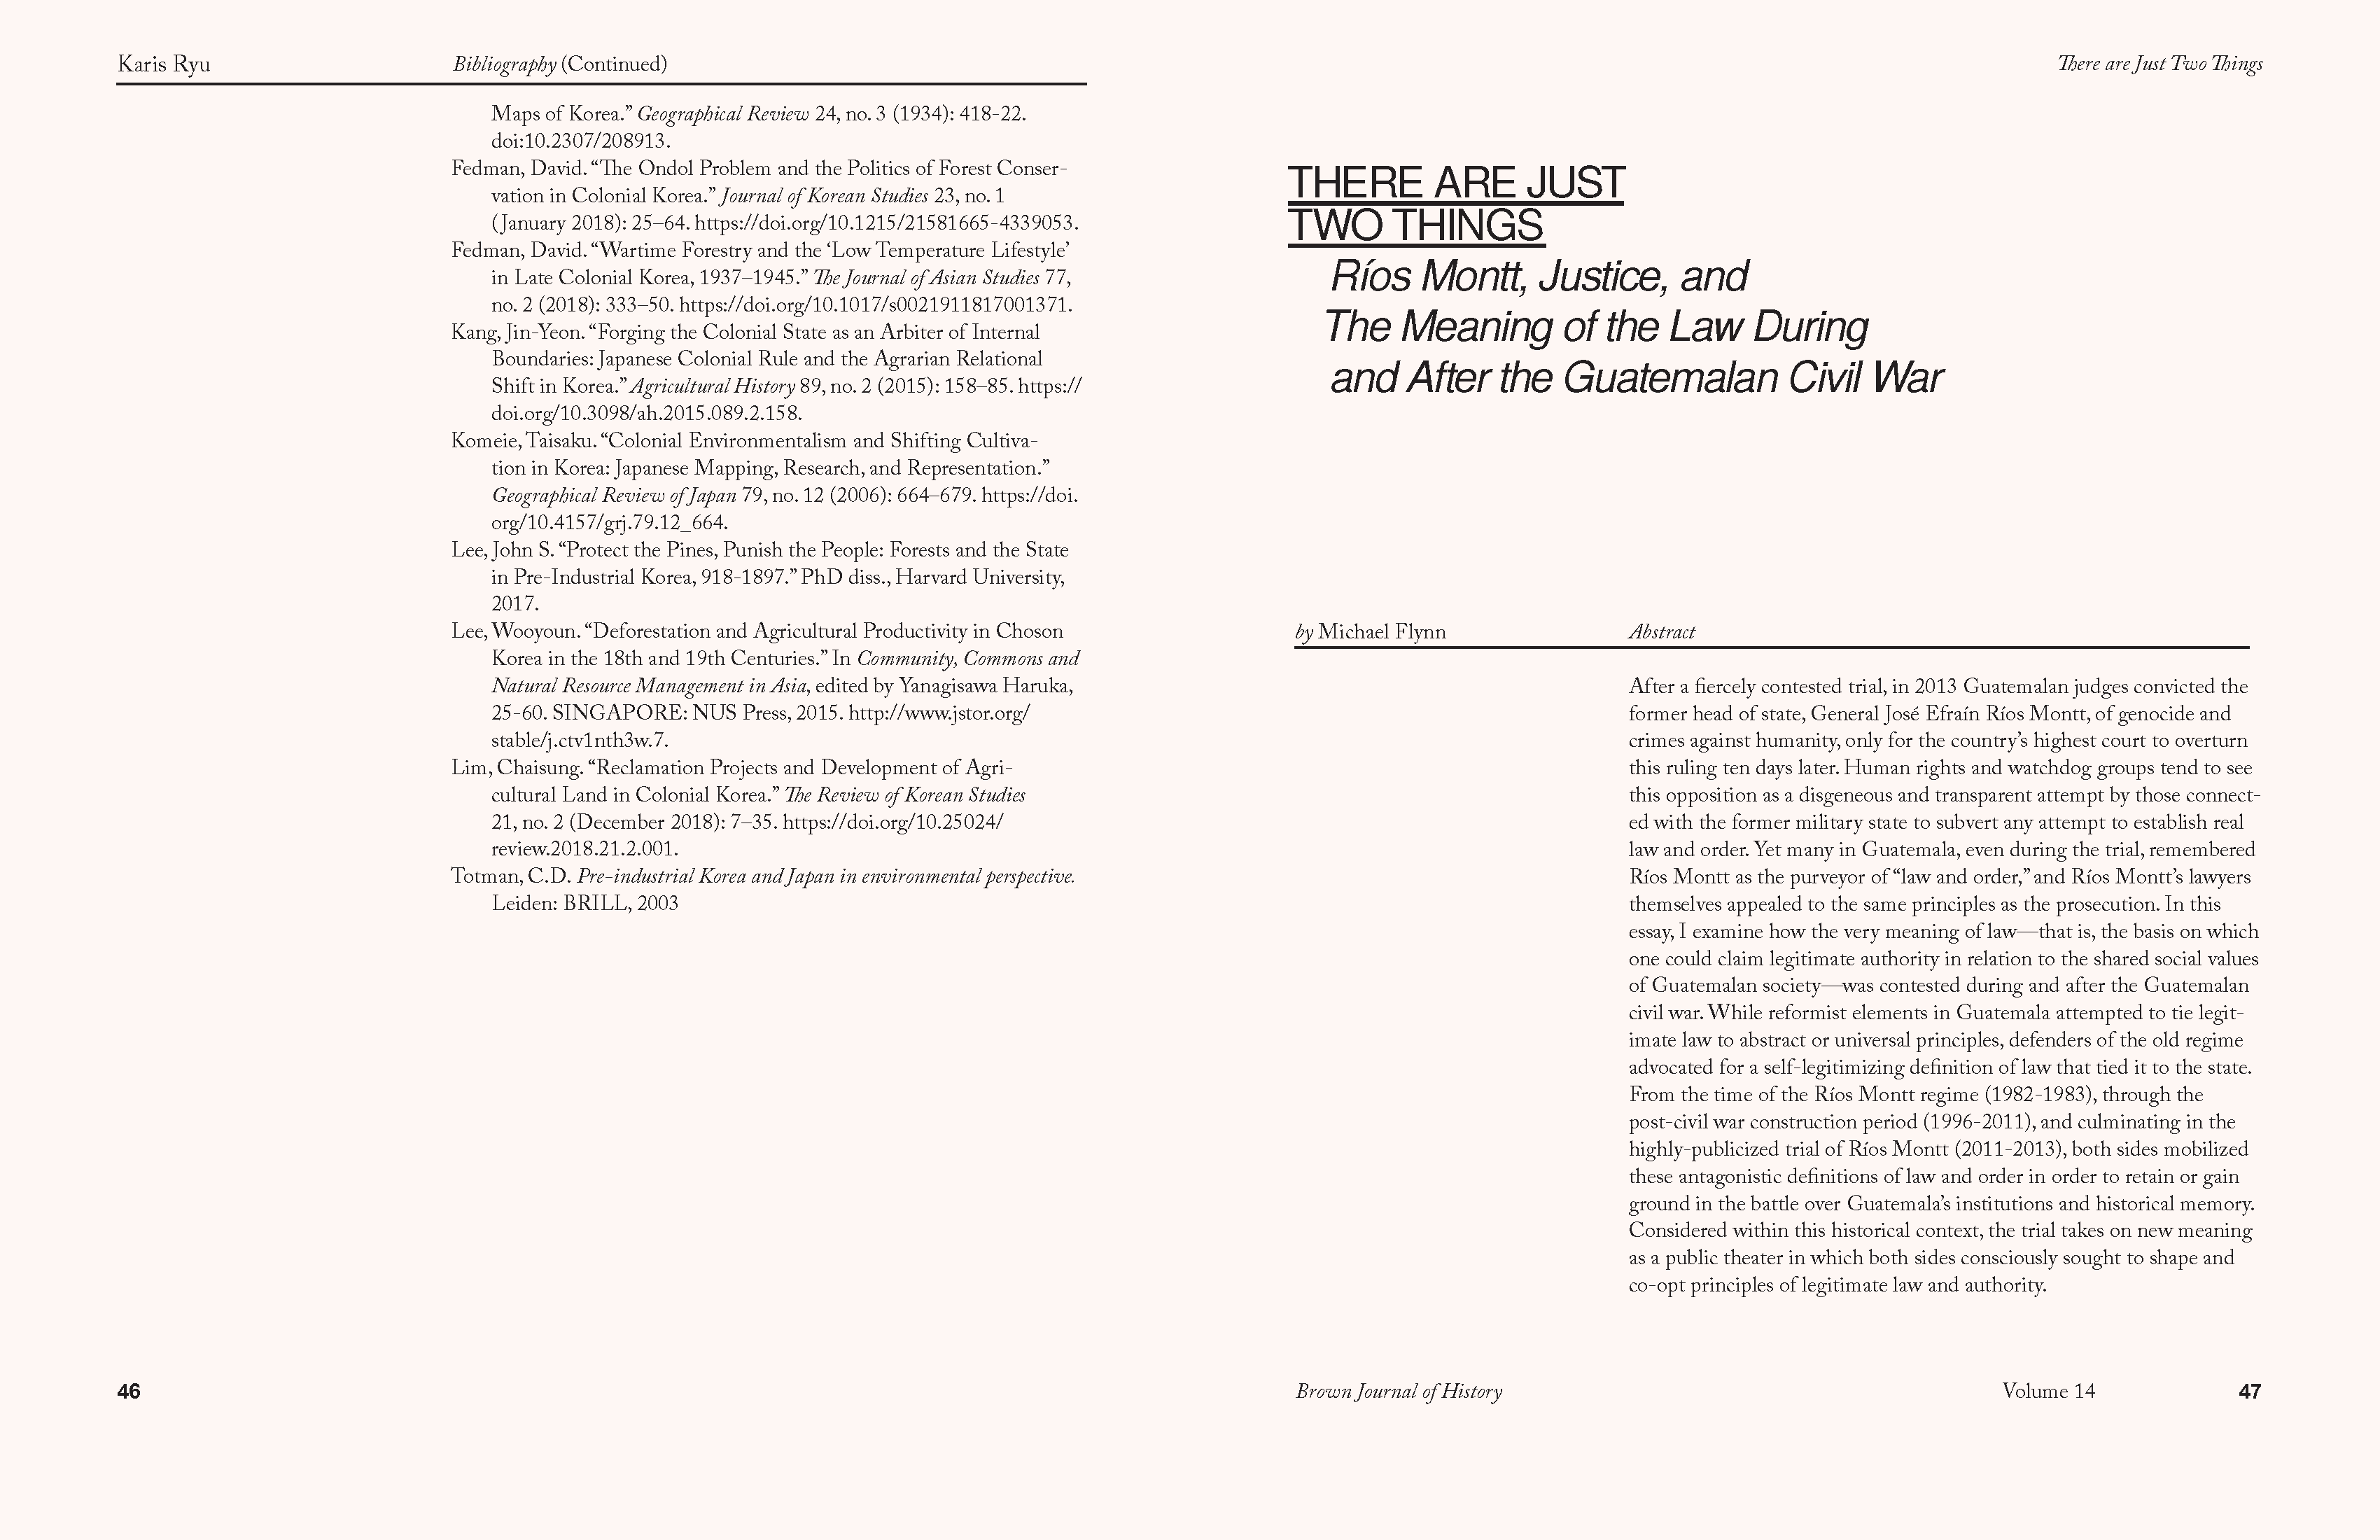 Karis Ryu
Bibliography (Continued)
Maps of Korea.” Geographical Review 24, no. 3 (1934): 418-22.
doi:10.2307/208913.
Fedman, David. “The Ondol Problem and the Politics of Forest Conser-
vation in Colonial Korea.” Journal of Korean Studies 23, no. 1
(January 2018): 25–64. https://doi.org/10.1215/21581665-4339053.
Fedman, David. “Wartime Forestry and the ‘Low Temperature Lifestyle’
in Late Colonial Korea, 1937–1945.” The Journal of Asian Studies 77,
no. 2 (2018): 333–50. https://doi.org/10.1017/s0021911817001371.
Kang, Jin-Yeon. “Forging the Colonial State as an Arbiter of Internal
Boundaries: Japanese Colonial Rule and the Agrarian Relational
Shift in Korea.” Agricultural History 89, no. 2 (2015): 158–85. https://
doi.org/10.3098/ah.2015.089.2.158.
Komeie, Taisaku. “Colonial Environmentalism and Shifting Cultiva-
tion in Korea: Japanese Mapping, Research, and Representation.”
Geographical Review of Japan 79, no. 12 (2006): 664–679. https://doi.
org/10.4157/grj.79.12_664.
Lee, John S. “Protect the Pines, Punish the People: Forests and the State
in Pre-Industrial Korea, 918-1897.” PhD diss., Harvard University,
2017.
Lee, Wooyoun. “Deforestation and Agricultural Productivity in Choson
Korea in the 18th and 19th Centuries.” In Community, Commons and
Natural Resource Management in Asia, edited by Yanagisawa Haruka,
25-60. SINGAPORE: NUS Press, 2015. http://www.jstor.org/
stable/j.ctv1nth3w.7.
Lim, Chaisung. “Reclamation Projects and Development of Agri-
cultural Land in Colonial Korea.” The Review of Korean Studies
21, no. 2 (December 2018): 7–35. https://doi.org/10.25024/
review.2018.21.2.001.
Totman, C.D. Pre-industrial Korea and Japan in environmental perspective.
Leiden: BRILL, 2003
46
There are Just Two Things
THERE ARE JUST
TWO THINGS
Ríos Montt, Justice, and
The Meaning of the Law During
and After the Guatemalan Civil War
by Michael Flynn
Abstract
After a fiercely contested trial, in 2013 Guatemalan judges convicted the
former head of state, General José Efraín Ríos Montt, of genocide and
crimes against humanity, only for the country’s highest court to overturn
this ruling ten days later. Human rights and watchdog groups tend to see
this opposition as a disgeneous and transparent attempt by those connect-
ed with the former military state to subvert any attempt to establish real
law and order. Yet many in Guatemala, even during the trial, remembered
Ríos Montt as the purveyor of “law and order,” and Ríos Montt’s lawyers
themselves appealed to the same principles as the prosecution. In this
essay, I examine how the very meaning of law—that is, the basis on which
one could claim legitimate authority in relation to the shared social values
of Guatemalan society—was contested during and after the Guatemalan
civil war. While reformist elements in Guatemala attempted to tie legit-
imate law to abstract or universal principles, defenders of the old regime
advocated for a self-legitimizing definition of law that tied it to the state.
From the time of the Ríos Montt regime (1982-1983), through the
post-civil war construction period (1996-2011), and culminating in the
highly-publicized trial of Ríos Montt (2011-2013), both sides mobilized
these antagonistic definitions of law and order in order to retain or gain
ground in the battle over Guatemala’s institutions and historical memory.
Considered within this historical context, the trial takes on new meaning
as a public theater in which both sides consciously sought to shape and
co-opt principles of legitimate law and authority.
Brown Journal of History
Volume 14
47